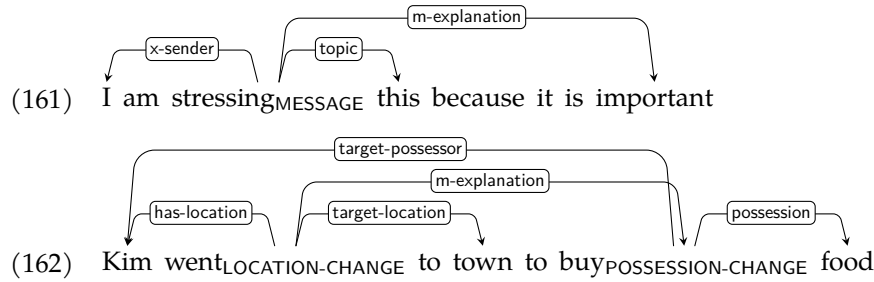 m-explanation
x-sender topic
(161) I am stressingMESSAGE this because it is important
target-possessor
m-explanation
has-location target-location possession
(162) Kim wentLOCATION-CHANGE to town to buyPOSSESSION-CHANGE food